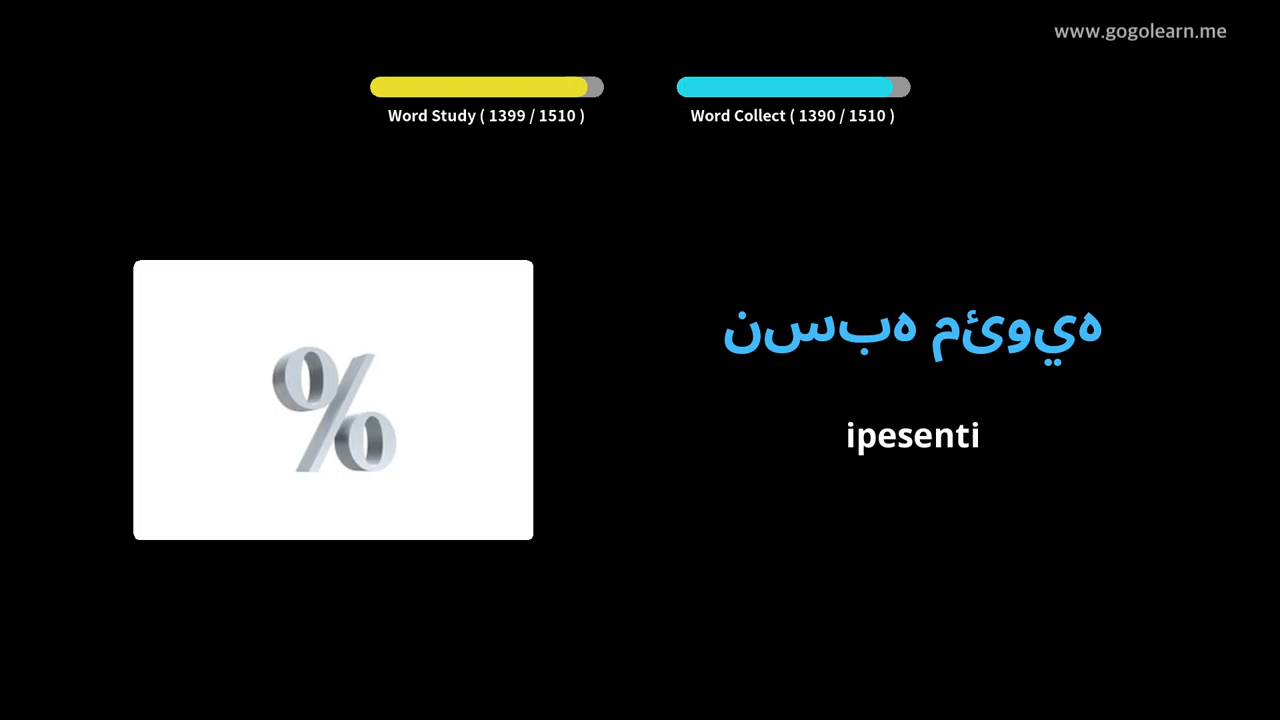 www.gogolearn.me
Word Study ( 1399 / 1510 )
Word Collect ( 1390 / 1510 )
نسبه مئويه
ipesenti